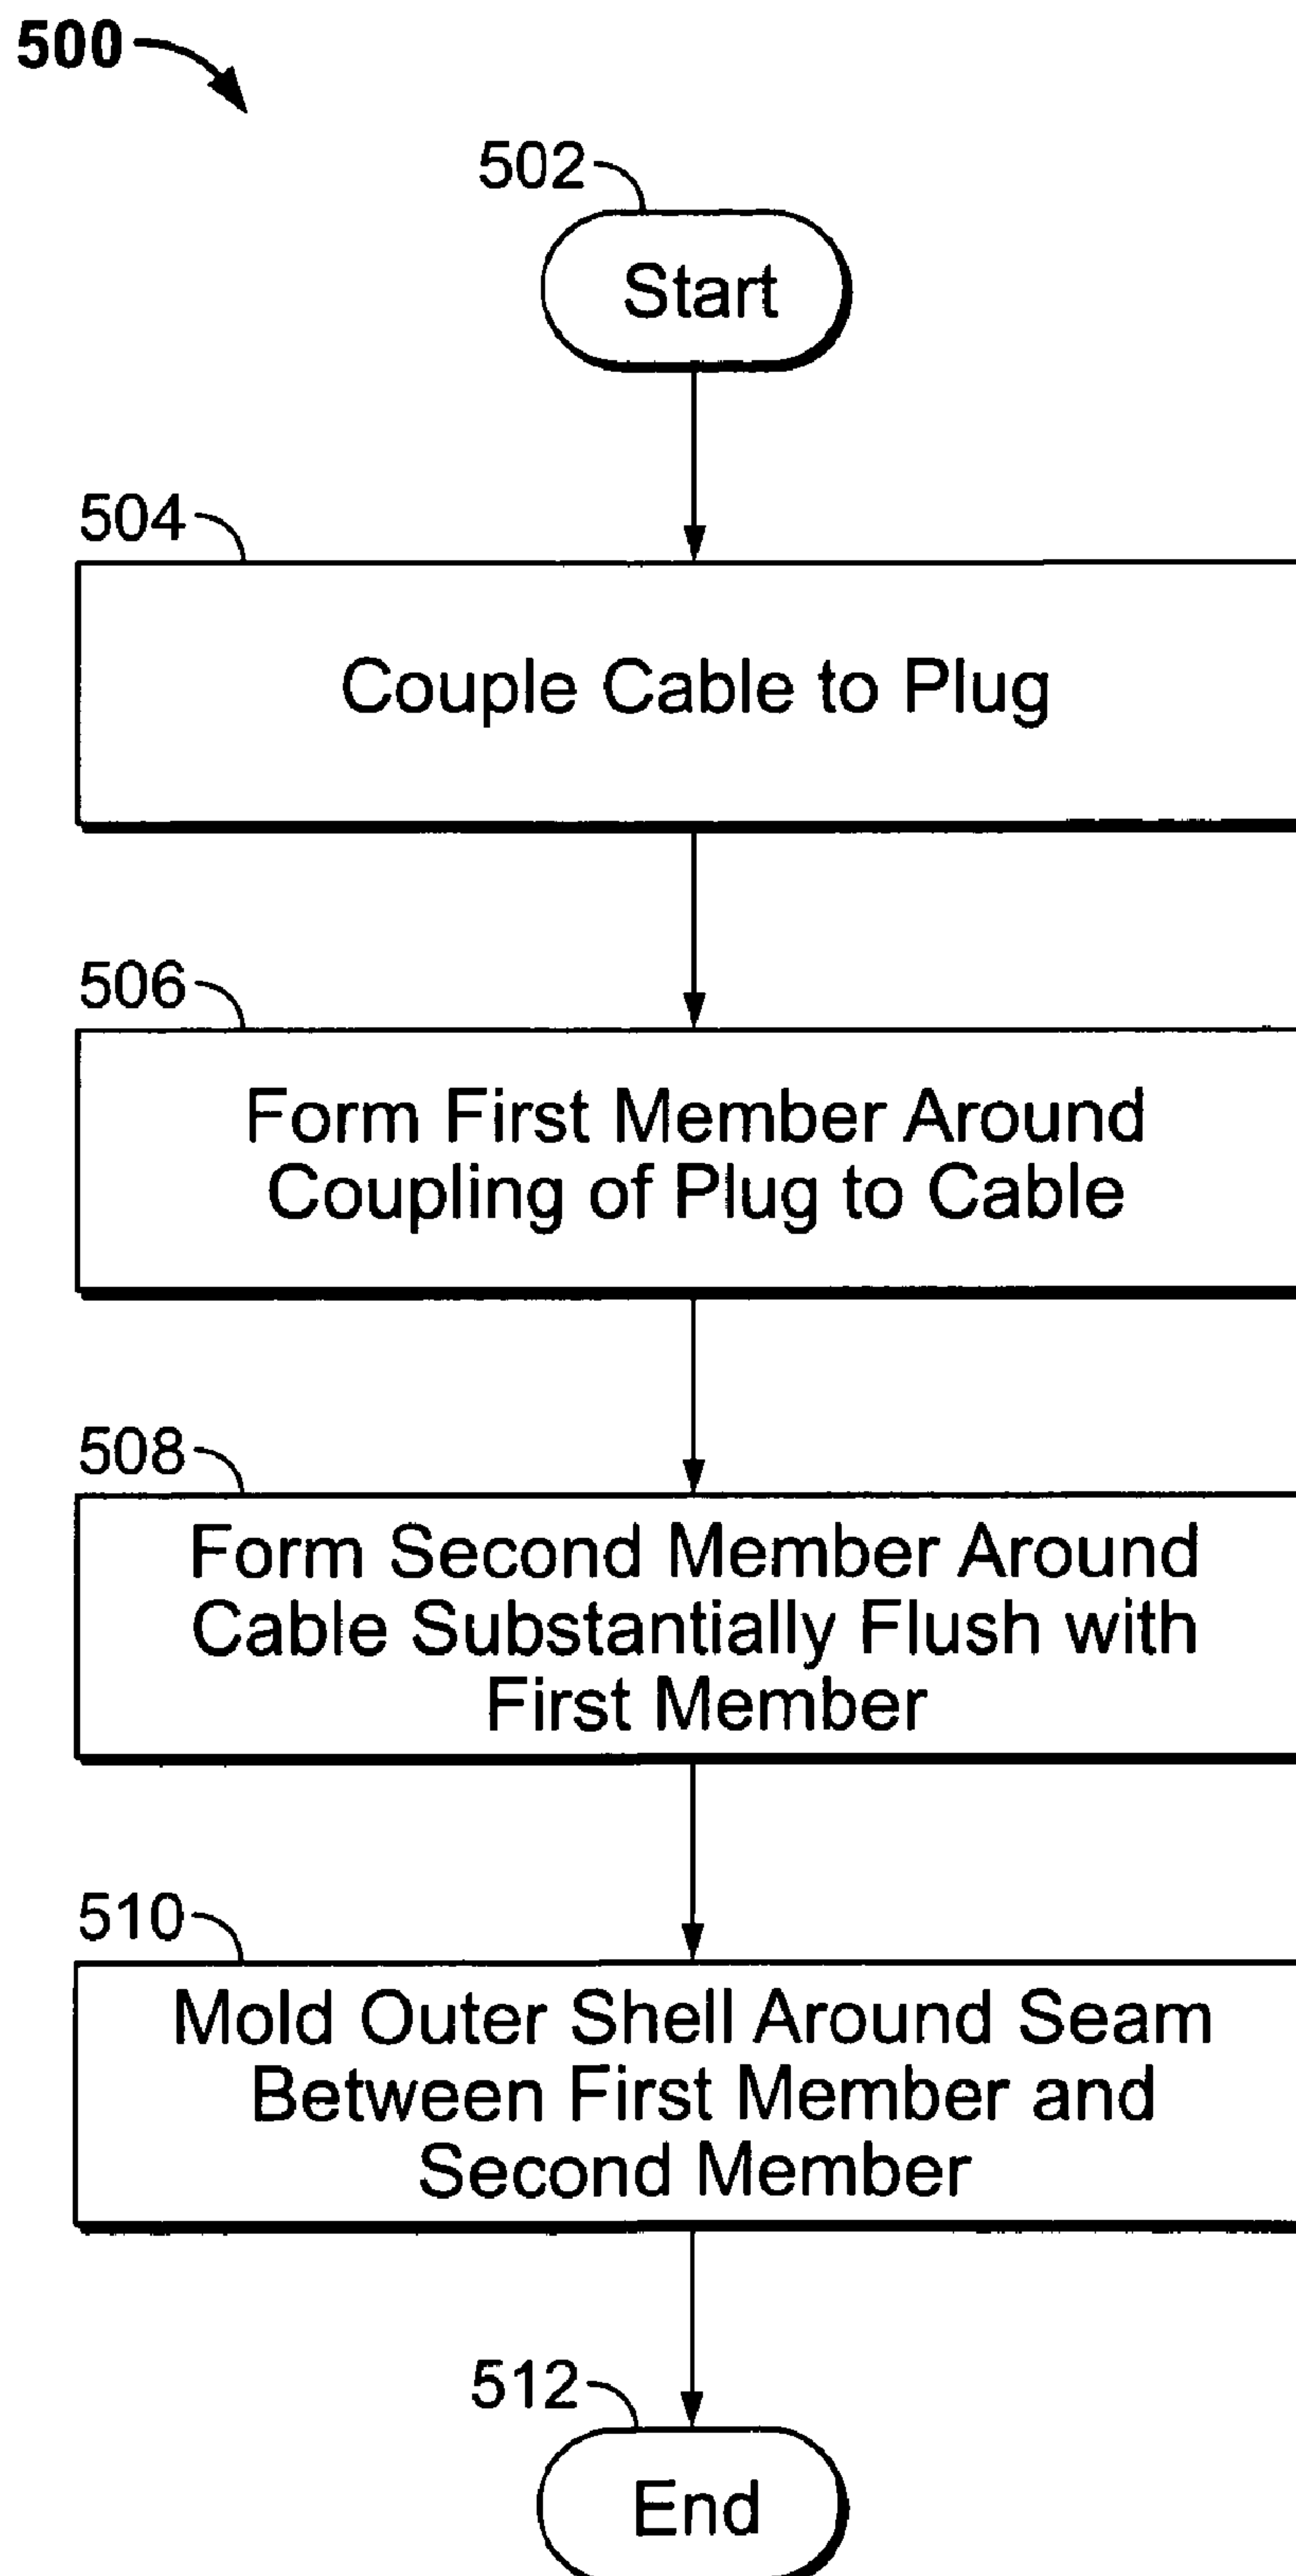 500
502
Start
504
Couple Cable to Plug
506
Form First Member Around
Coupling of Plug to Cable
508
Form Second Member Around
Cable Substantially Flush with
First Member
510
Mold Outer Shell Around Seam
Between First Member and
Second Member
512
End